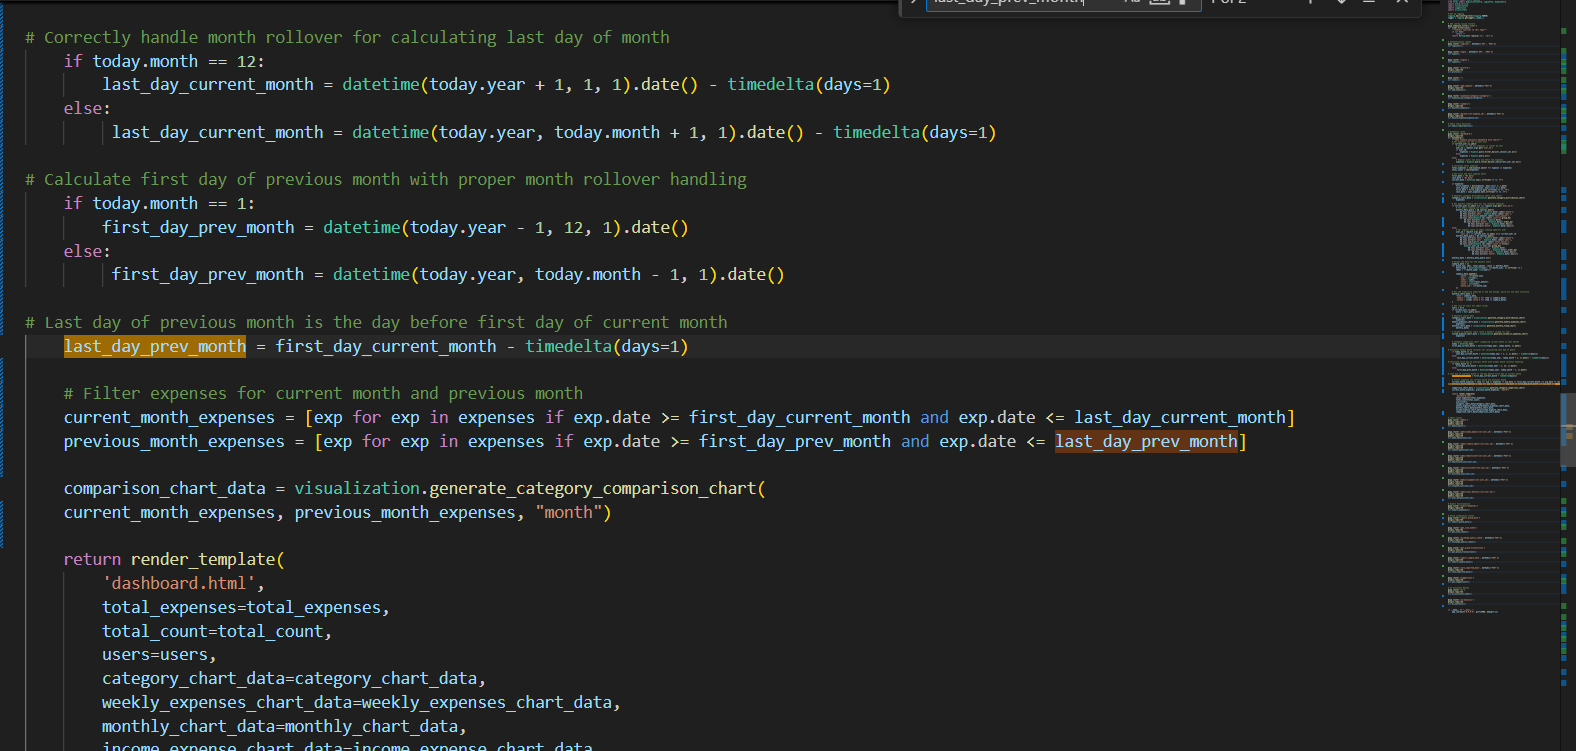 last_day_prev_month
# Correctly handle month rollover for calculating last day of month
if today.month == 12:
last_day_current_month = datetime(today.year + 1, 1, 1).date() - timedelta(days=1)
else:
last_day_current_month = datetime(today.year, today.month + 1, 1).date() - timedelta(days=1)
# Calculate first day of previous month with proper month rollover handling
if today.month == 1:
first_day_prev_month = datetime(today.year - 1, 12, 1).date()
else:
first_day_prev_month = datetime(today.year, today.month - 1, 1).date()
# Last day of previous month is the day before first day of current month
last_day_prev_month = first_day_current_month - timedelta(days=1)
# Filter expenses for current month and previous month
current_month_expenses = [exp for exp in expenses if exp.date >= first_day_current_month and exp.date <= last_day_current_month]
previous_month_expenses = [exp for exp in expenses if exp.date >= first_day_prev_month and exp.date <= last_day_prev_month]
comparison_chart_data = visualization.generate_category_comparison_chart(
current_month_expenses, previous_month_expenses, "month")
return render_template(
'dashboard.html',
total_expenses=total_expenses,
total_count=total_count,
users=users,
category_chart_data=category_chart_data,
weekly_expenses_chart_data=weekly_expenses_chart_data,
monthly_chart_data=monthly_chart_data,
income_expense_chart_data=income_expense_chart_data